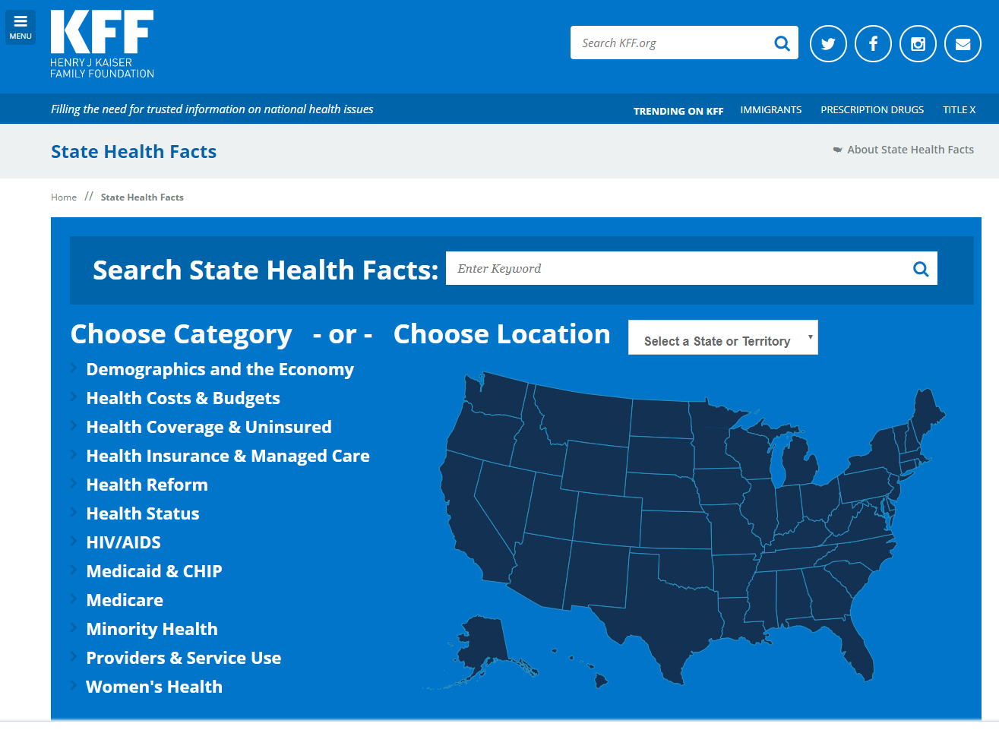 MENU
KFF
HENRY J KAISER
FAMILY FOUNDATION
Search KFF.org
Filling the need for trusted information on national health issues
TRENDING ON KFF IMMIGRANTS PRESCRIPTION DRUGS TITLE X
State Health Facts
About State Health Facts
Home // State Health Facts
Search State Health Facts: Enter Keyword
Choose Category - or - Choose Location Select a State or Territory
Demographics and the Economy
Health Costs & Budgets
Health Coverage & Uninsured
Health Insurance & Managed Care
Health Reform
Health Status
HIV/AIDS
Medicaid & CHIP
Medicare
Minority Health
Providers & Service Use
Women's Health